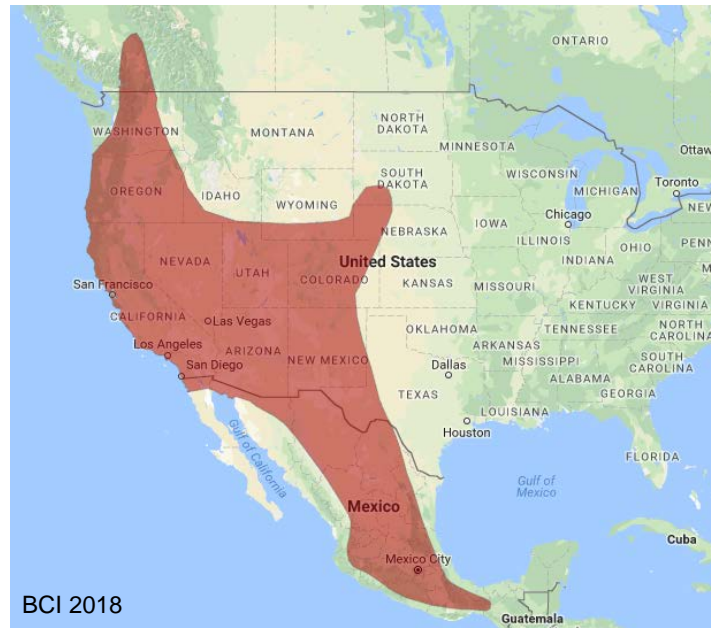 ONTARIO
WASHINGTON
MONTANA
NORTH
DAKOTA
MINNESOTA
Ottaw
OREGON
IDAHO
SOUTH
DAKOTA
WISCONSIN
MICHIGAN
Toronto
WYOMING
NEW
Chicago
IOWA
NEBRASKA
NEVADA
UTAH
COLORADO
United States
ILLINOIS
OHIO
PENN
INDIANA
San Francisco
KANSAS
MISSOURI
WEST
VIRGINIA
M
CALIFORNIA
Las Vegas
KENTUCKY
VIRGINIA
Los Angeles
ARIZONA
NEW MEXICO
OKLAHOMA
ARKANSAS
TENNESSEE
NORTH
CAROLINA
San Diego
Dallas
MISSISSIPPI
SOUTH
CAROLINA
ALABAMA
TEXAS
GEORGIA
LOUISIANA
Houston
Gulf of
California
FLORIDA
Gulf of
Mexico
Mexico
Cuba
Mexico City
BCI 2018
Guatemala